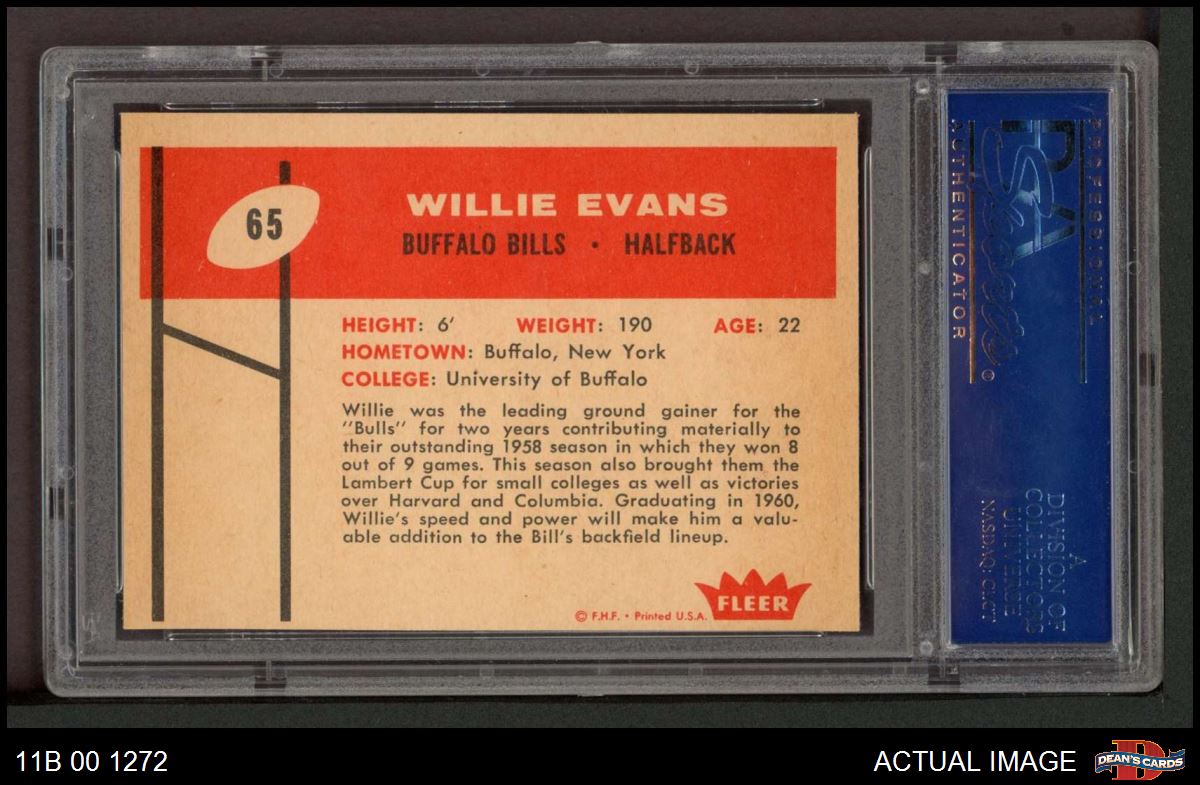 65
WILLIE EVANS
BUFFALO BILLS • HALFBACK
HEIGHT: 6' WEIGHT: 190 AGE: 22
HOMETOWN: Buffalo, New York
COLLEGE: University of Buffalo
Willie was the leading ground gainer for the
"Bulls" for two years contributing materially to
their outstanding 1958 season in which they won 8
out of 9 games. This season also brought them the
Lambert Cup for small colleges as well as victories
over Harvard and Columbia. Graduating in 1960,
Willie's speed and power will make him a valu-
able addition to the Bill's backfield lineup.
FLEER
© F.H.F. • Printed U.S.A.
PROFESSIONAL
PSA
AUTHENTICATOR
A
DIVISION OF
COLLECTORS
UNIVERSE
NASDAQ: CLCT
11B 00 1272
ACTUAL IMAGE
DEAN'S CARDS